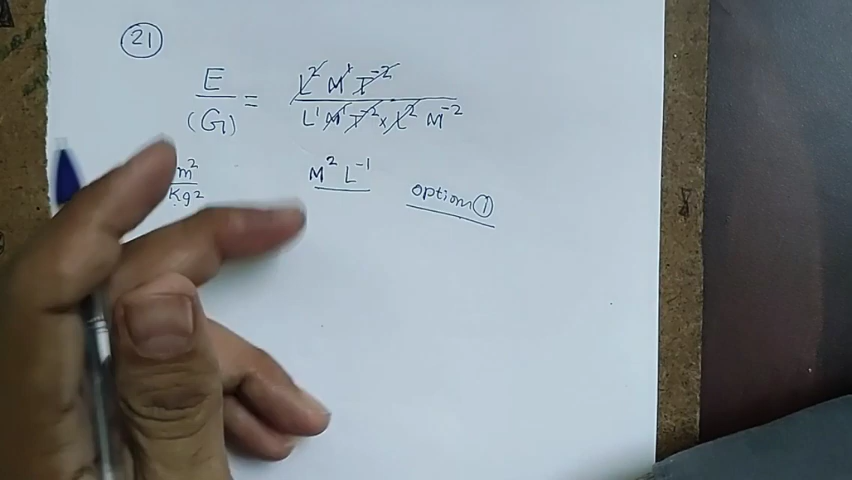 21
E/(G) = L² M¹ T⁻² / L¹ M¹ T⁻² × L² M⁻²
m²/Kg² M² L⁻¹ option ①